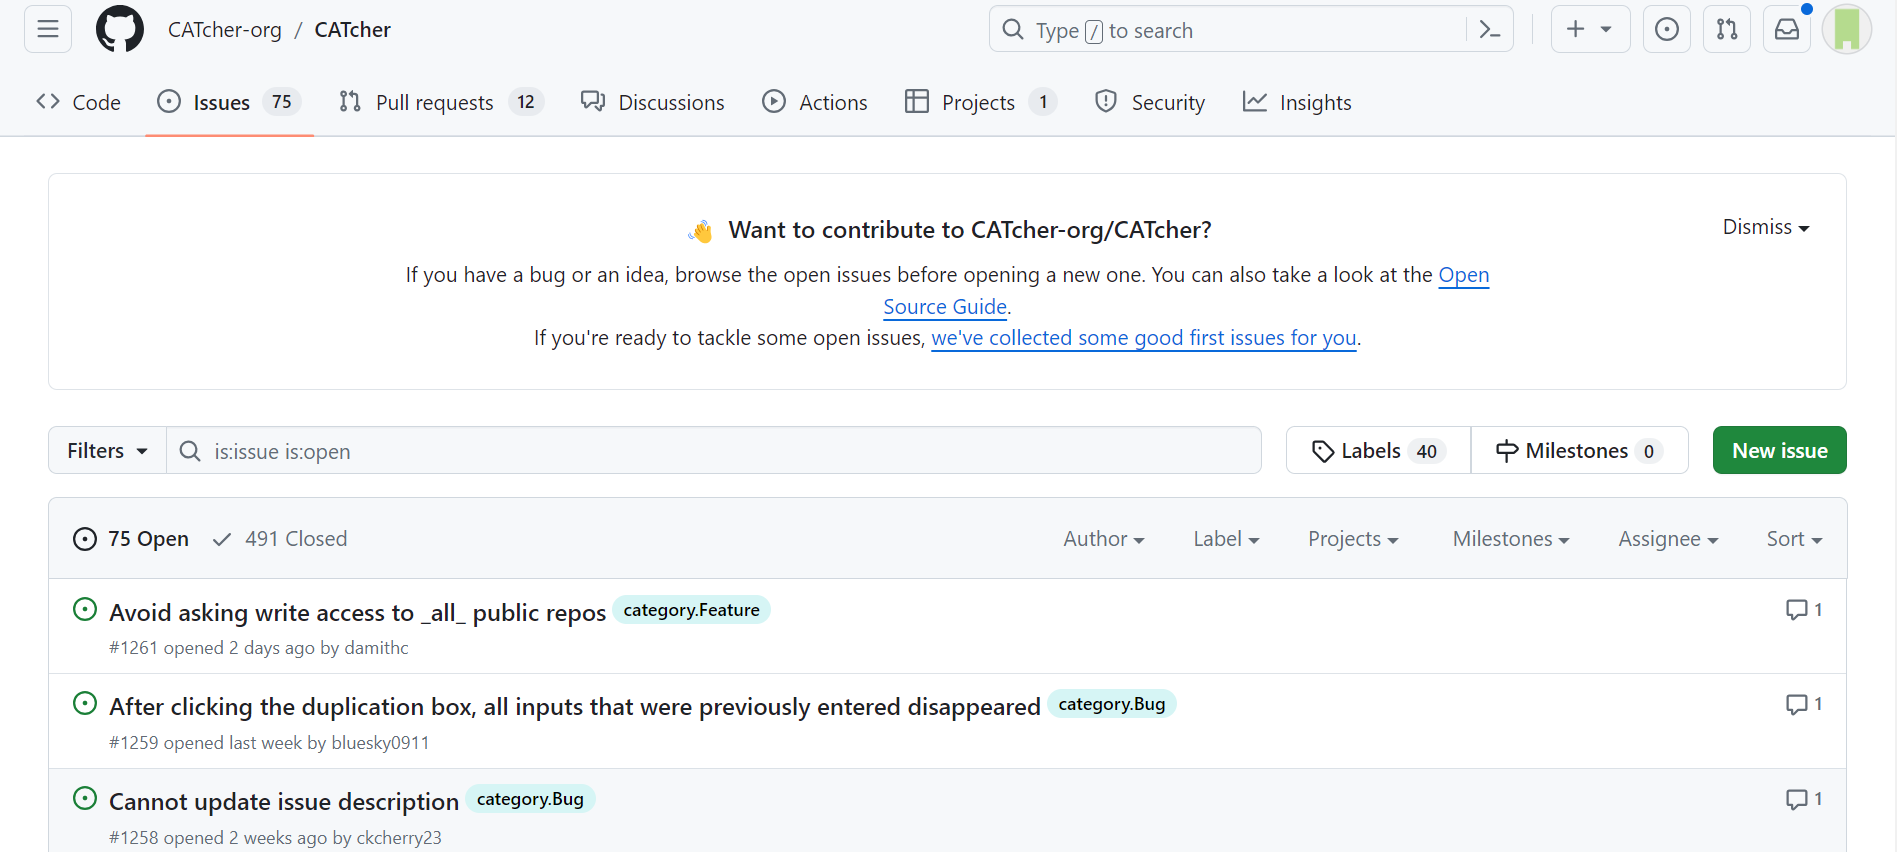 CATcher-org / CATcher
Type / to search
Code
Issues 75
Pull requests 12
Discussions
Actions
Projects 1
Security
Insights
👋 Want to contribute to CATcher-org/CATcher?
Dismiss
If you have a bug or an idea, browse the open issues before opening a new one. You can also take a look at the Open
Source Guide.
If you're ready to tackle some open issues, we've collected some good first issues for you.
Filters
is:issue is:open
Labels 40
Milestones 0
New issue
75 Open
491 Closed
Author
Label
Projects
Milestones
Assignee
Sort
Avoid asking write access to _all_ public repos category.Feature
1
#1261 opened 2 days ago by damithc
After clicking the duplication box, all inputs that were previously entered disappeared category.Bug
1
#1259 opened last week by bluesky0911
Cannot update issue description category.Bug
1
#1258 opened 2 weeks ago by ckcherry23